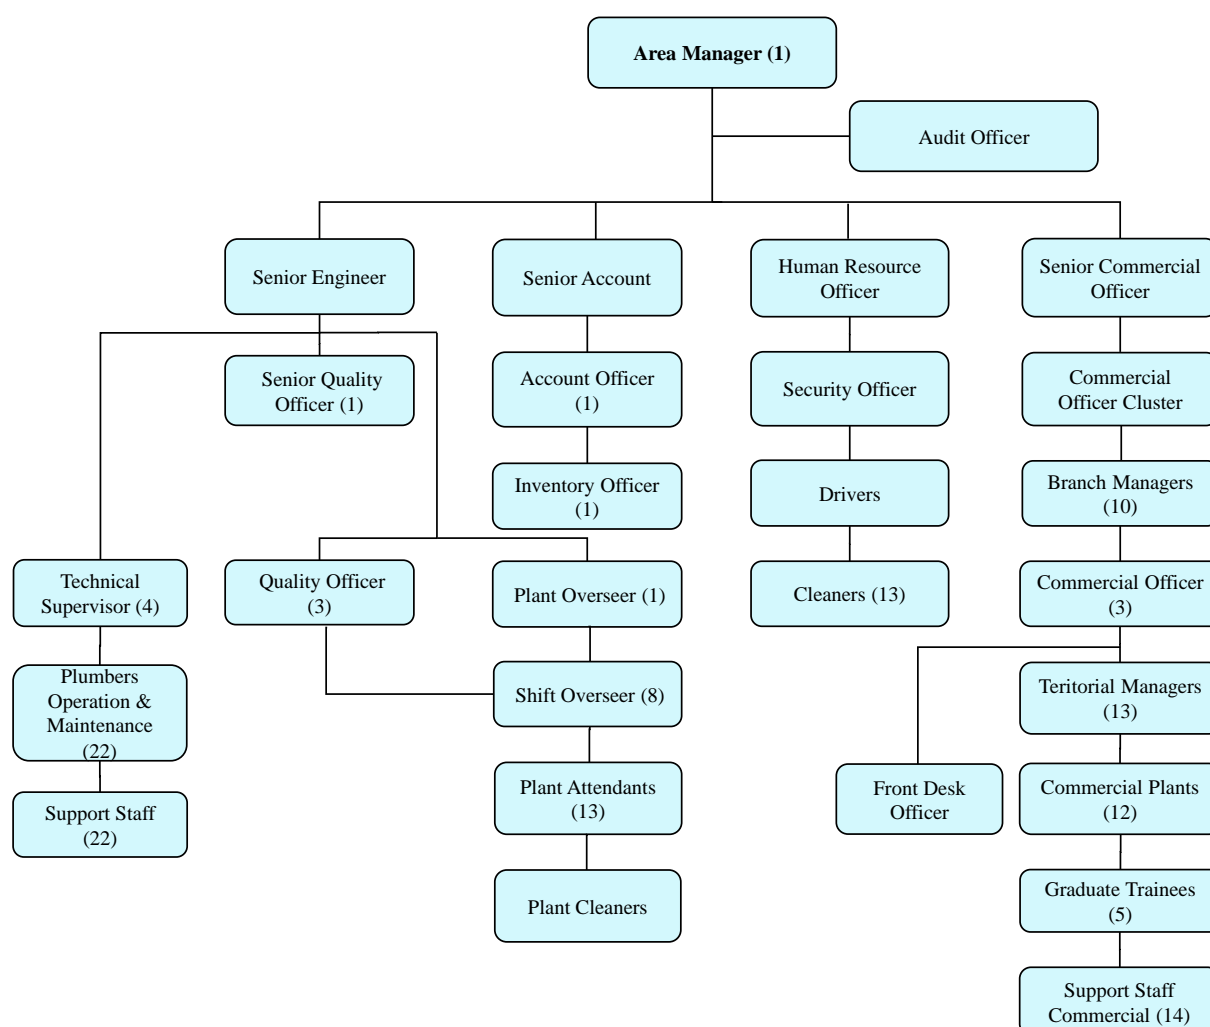 Area Manager (1)
Audit Officer
Senior Engineer
Senior Account
Human Resource
Officer
Senior Commercial
Officer
Senior Quality
Officer (1)
Account Officer
(1)
Security Officer
Commercial
Officer Cluster
Inventory Officer
(1)
Drivers
Branch Managers
(10)
Technical
Supervisor (4)
Quality Officer
(3)
Plant Overseer (1)
Cleaners (13)
Commercial Officer
(3)
Plumbers
Operation &
Maintenance
(22)
Shift Overseer (8)
Teritorial Managers
(13)
Support Staff
(22)
Plant Attendants
(13)
Front Desk
Officer
Commercial Plants
(12)
Plant Cleaners
Graduate Trainees
(5)
Support Staff
Commercial (14)